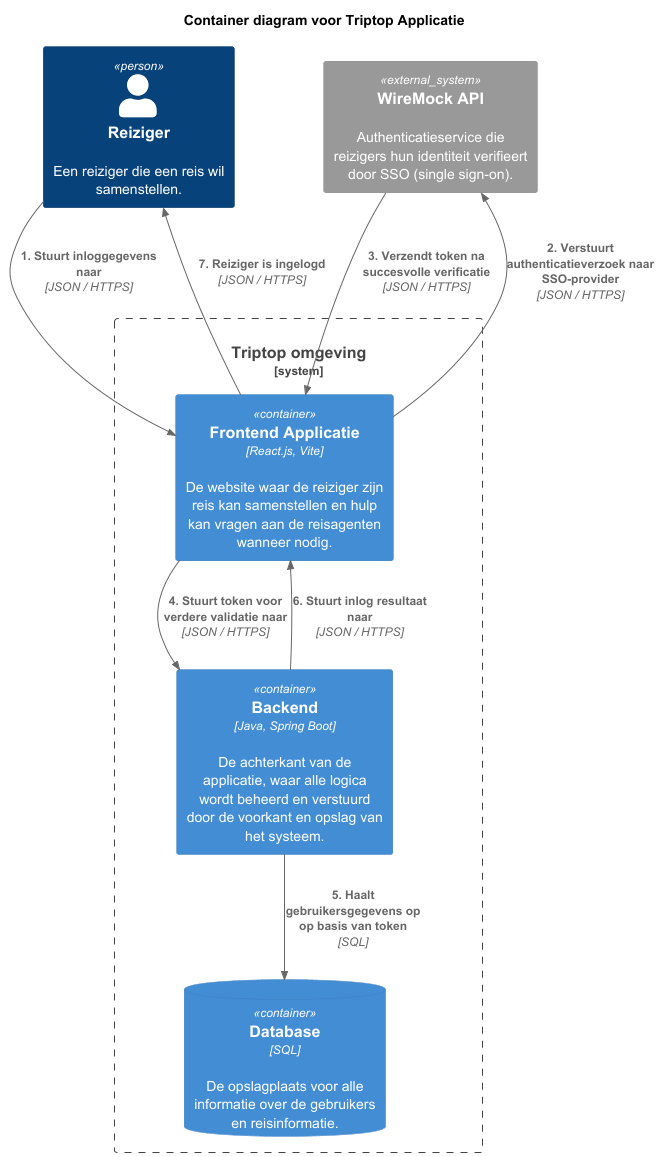 Container diagram voor Triptop Applicatie
«person»
Reiziger
Een reiziger die een reis wil
samenstellen.
«external_system»
WireMock API
Authenticatieservice die
reizigers hun identiteit verifieert
door SSO (single sign-on).
1. Stuurt inloggegevens
naar
[JSON / HTTPS]
7. Reiziger is ingelogd
[JSON / HTTPS]
3. Verzendt token na
succesvolle verificatie
[JSON / HTTPS]
2. Verstuurt
authenticatieverzoek naar
SSO-provider
[JSON / HTTPS]
Triptop omgeving
[system]
«container»
Frontend Applicatie
[React.js, Vite]
De website waar de reiziger zijn
reis kan samenstellen en hulp
kan vragen aan de reisagenten
wanneer nodig.
4. Stuurt token voor
verdere validatie naar
[JSON / HTTPS]
6. Stuurt inlog resultaat
naar
[JSON / HTTPS]
«container»
Backend
[Java, Spring Boot]
De achterkant van de
applicatie, waar alle logica
wordt beheerd en verstuurd
door de voorkant en opslag van
het systeem.
5. Haalt
gebruikersgegevens op
op basis van token
[SQL]
«container»
Database
[SQL]
De opslagplaats voor alle
informatie over de gebruikers
en reisinformatie.